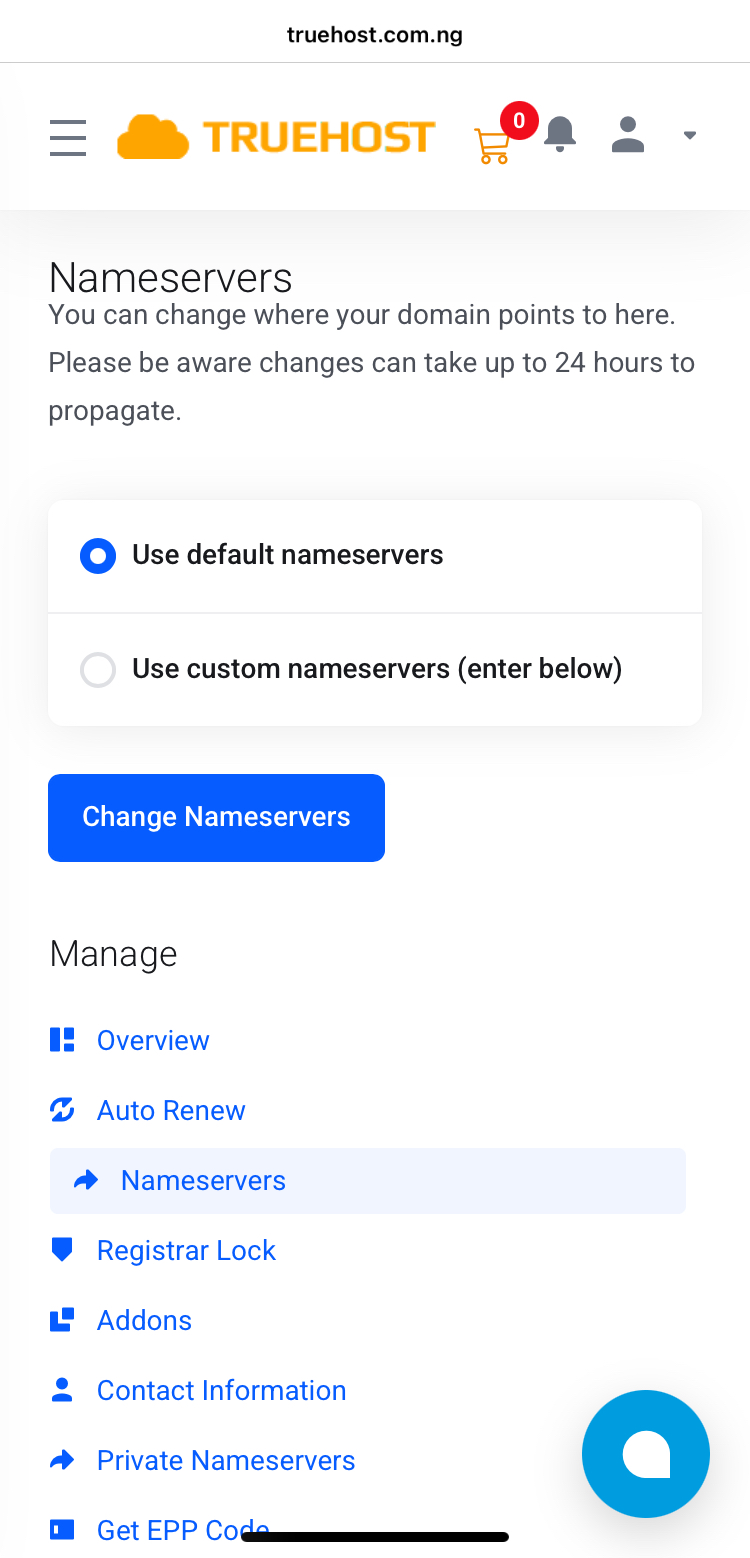 truehost.com.ng
TRUEHOST
0
Nameservers
You can change where your domain points to here.
Please be aware changes can take up to 24 hours to
propagate.
Use default nameservers
Use custom nameservers (enter below)
Change Nameservers
Manage
Overview
Auto Renew
Nameservers
Registrar Lock
Addons
Contact Information
Private Nameservers
Get EPP Code